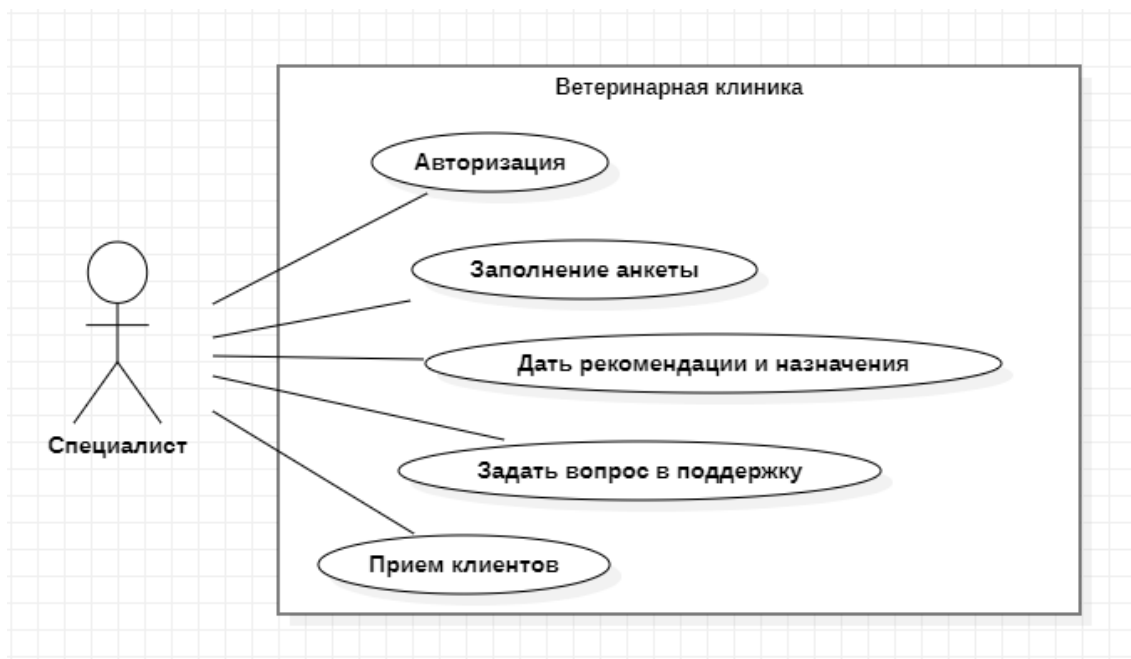 Ветеринарная клиника
Авторизация
Заполнение анкеты
Дать рекомендации и назначения
Задать вопрос в поддержку
Прием клиентов
Специалист